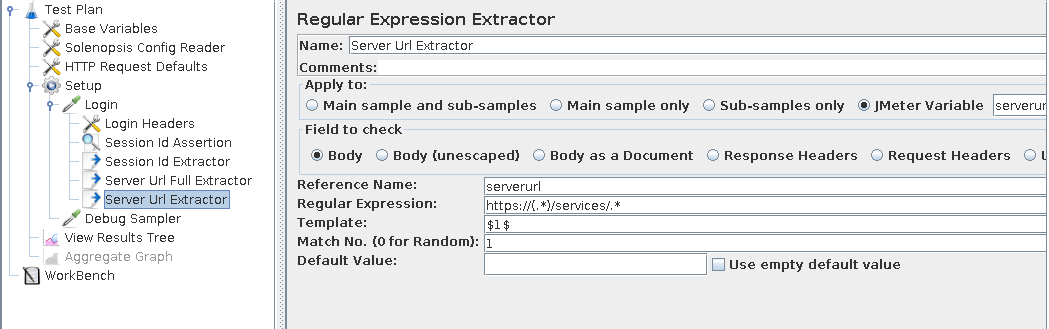 Test Plan
Base Variables
Solenopsis Config Reader
HTTP Request Defaults
Setup
Login
Login Headers
Session Id Assertion
Session Id Extractor
Server Url Full Extractor
Server Url Extractor
Debug Sampler
View Results Tree
Aggregate Graph
WorkBench
Regular Expression Extractor
Name: Server Url Extractor
Comments:
Apply to:
Main sample and sub-samples Main sample only Sub-samples only JMeter Variable serverur
Field to check
Body Body (unescaped) Body as a Document Response Headers Request Headers U
Reference Name: serverurl
Regular Expression: https://(.*)/services/.*
Template: $1$
Match No. (0 for Random): 1
Default Value: Use empty default value